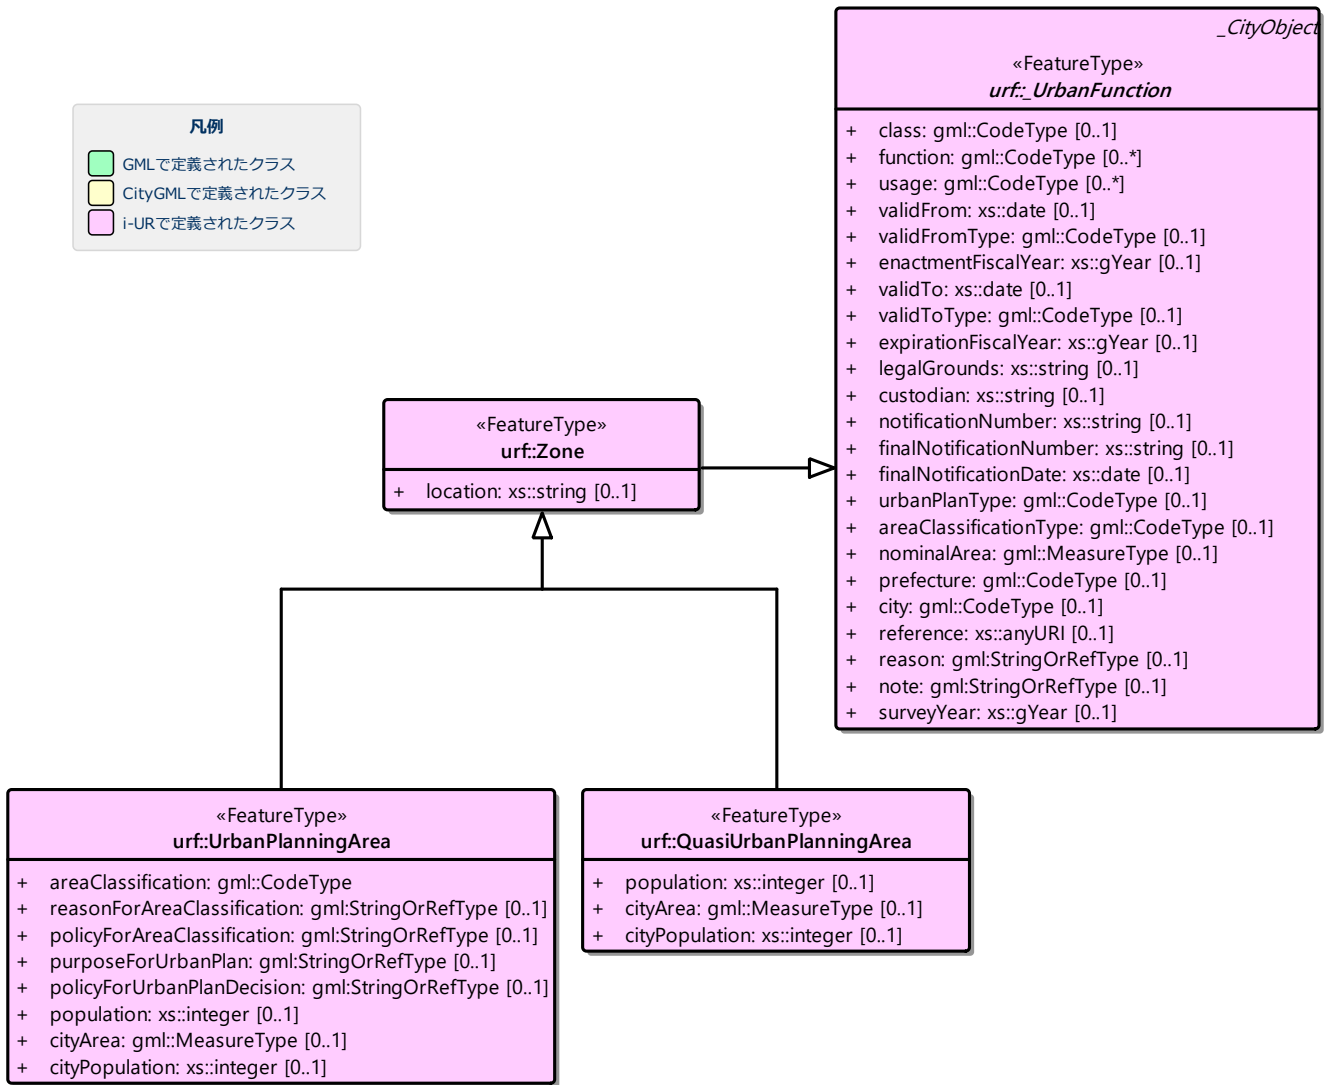 _CityObject
«FeatureType»
urf::_UrbanFunction
+ class: gml::CodeType [0..1]
+ function: gml::CodeType [0..*]
+ usage: gml::CodeType [0..*]
+ validFrom: xs::date [0..1]
+ validFromType: gml::CodeType [0..1]
+ enactmentFiscalYear: xs::gYear [0..1]
+ validTo: xs::date [0..1]
+ validToType: gml::CodeType [0..1]
+ expirationFiscalYear: xs::gYear [0..1]
+ legalGrounds: xs::string [0..1]
+ custodian: xs::string [0..1]
+ notificationNumber: xs::string [0..1]
+ finalNotificationNumber: xs::string [0..1]
+ finalNotificationDate: xs::date [0..1]
+ urbanPlanType: gml::CodeType [0..1]
+ areaClassificationType: gml::CodeType [0..1]
+ nominalArea: gml::MeasureType [0..1]
+ prefecture: gml::CodeType [0..1]
+ city: gml::CodeType [0..1]
+ reference: xs::anyURI [0..1]
+ reason: gml:StringOrRefType [0..1]
+ note: gml:StringOrRefType [0..1]
+ surveyYear: xs::gYear [0..1]
凡例
GMLで定義されたクラス
CityGMLで定義されたクラス
i-URで定義されたクラス
«FeatureType»
urf::Zone
+ location: xs::string [0..1]
«FeatureType»
urf::UrbanPlanningArea
+ areaClassification: gml::CodeType
+ reasonForAreaClassification: gml:StringOrRefType [0..1]
+ policyForAreaClassification: gml:StringOrRefType [0..1]
+ purposeForUrbanPlan: gml:StringOrRefType [0..1]
+ policyForUrbanPlanDecision: gml:StringOrRefType [0..1]
+ population: xs::integer [0..1]
+ cityArea: gml::MeasureType [0..1]
+ cityPopulation: xs::integer [0..1]
«FeatureType»
urf::QuasiUrbanPlanningArea
+ population: xs::integer [0..1]
+ cityArea: gml::MeasureType [0..1]
+ cityPopulation: xs::integer [0..1]